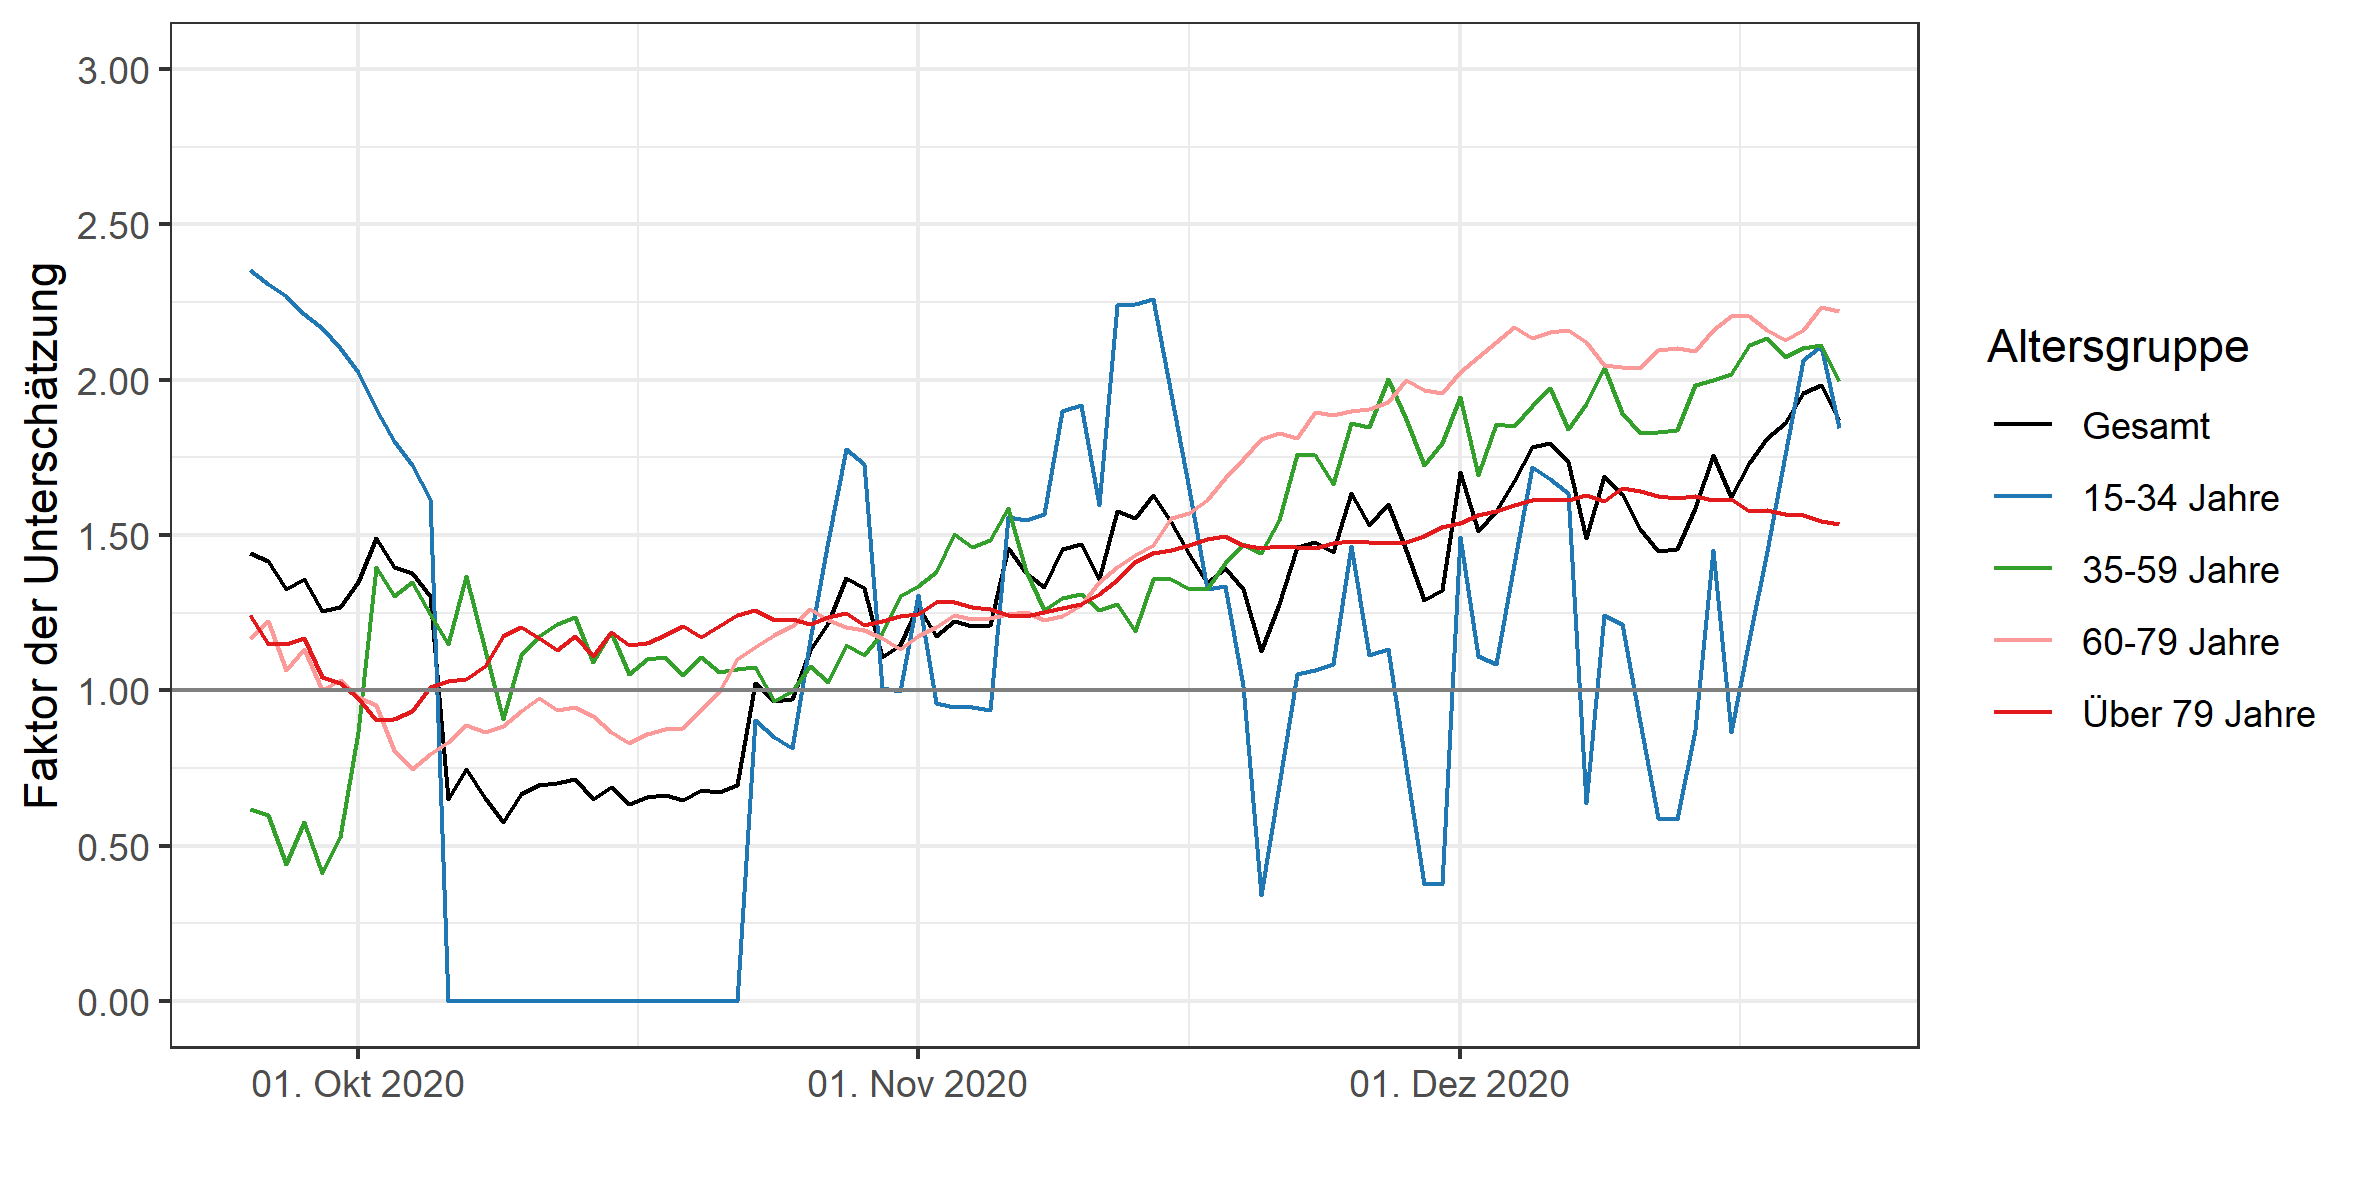 Faktor der Unterschätzung
3.00
2.50
2.00
1.50
1.00
0.50
0.00
01. Okt 2020
01. Nov 2020
01. Dez 2020
Altersgruppe
Gesamt
15-34 Jahre
35-59 Jahre
60-79 Jahre
Über 79 Jahre